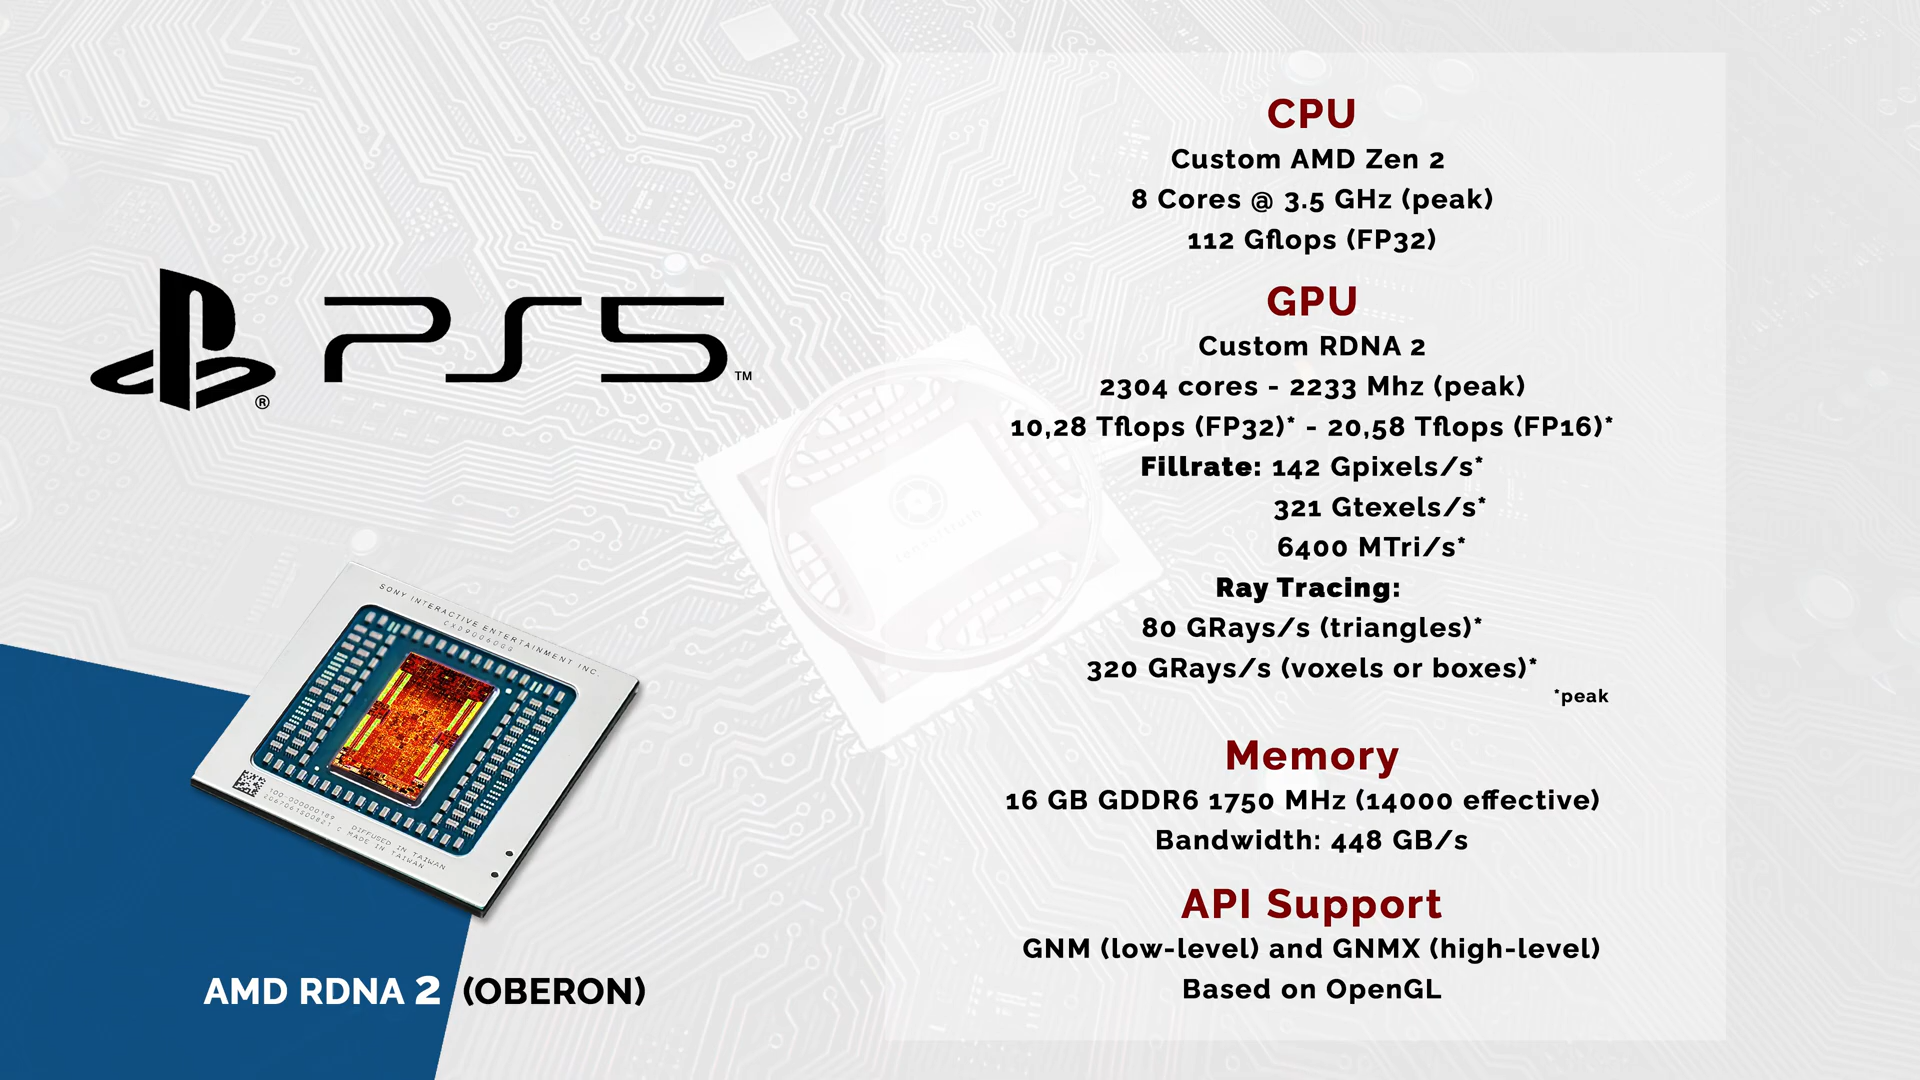 PS5 ™
®
SONY INTERACTIVE ENTERTAINMENT INC.
CXD90060GG
100-000000189
DIFFUSED IN TAIWAN
MADE IN TAIWAN
AMD RDNA 2 (OBERON)
CPU
Custom AMD Zen 2
8 Cores @ 3.5 GHz (peak)
112 Gflops (FP32)
GPU
Custom RDNA 2
2304 cores - 2233 Mhz (peak)
10,28 Tflops (FP32)* - 20,58 Tflops (FP16)*
Fillrate: 142 Gpixels/s*
321 Gtexels/s*
6400 MTri/s*
Ray Tracing:
80 GRays/s (triangles)*
320 GRays/s (voxels or boxes)*
*peak
Memory
16 GB GDDR6 1750 MHz (14000 effective)
Bandwidth: 448 GB/s
API Support
GNM (low-level) and GNMX (high-level)
Based on OpenGL